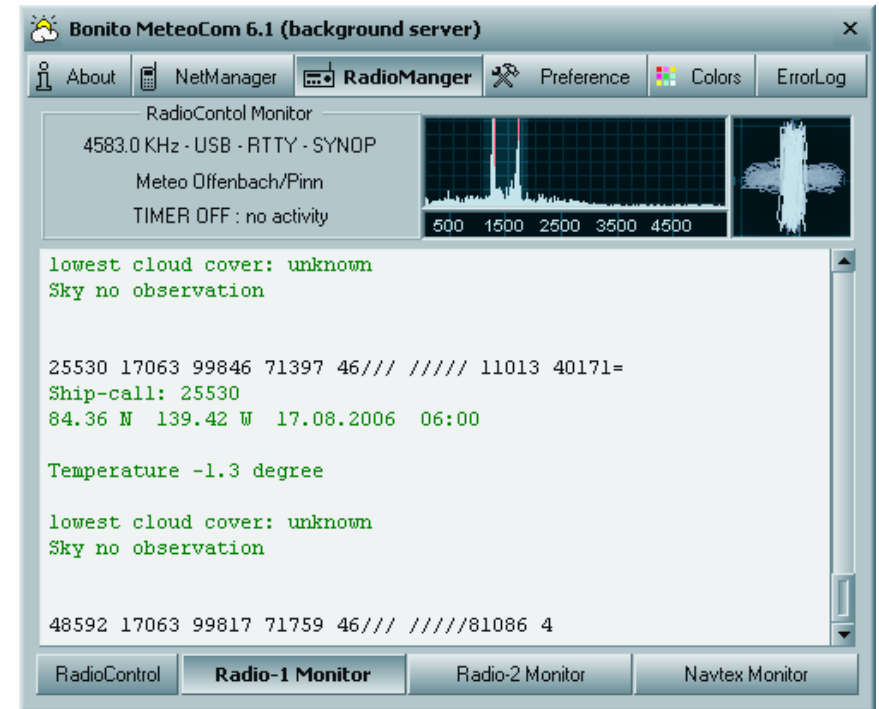 Bonito MeteoCom 6.1 (background server)
About NetManager RadioManger Preference Colors ErrorLog
RadioContol Monitor
4583.0 KHz - USB - RTTY - SYNOP
Meteo Offenbach/Pinn
TIMER OFF : no activity
500 1500 2500 3500 4500
lowest cloud cover: unknown
Sky no observation
25530 17063 99846 71397 46/// ///// 11013 40171=
Ship-call: 25530
84.36 N 139.42 W 17.08.2006 06:00
Temperature -1.3 degree
lowest cloud cover: unknown
Sky no observation
48592 17063 99817 71759 46/// /////81086 4
RadioControl Radio-1 Monitor Radio-2 Monitor Navtex Monitor